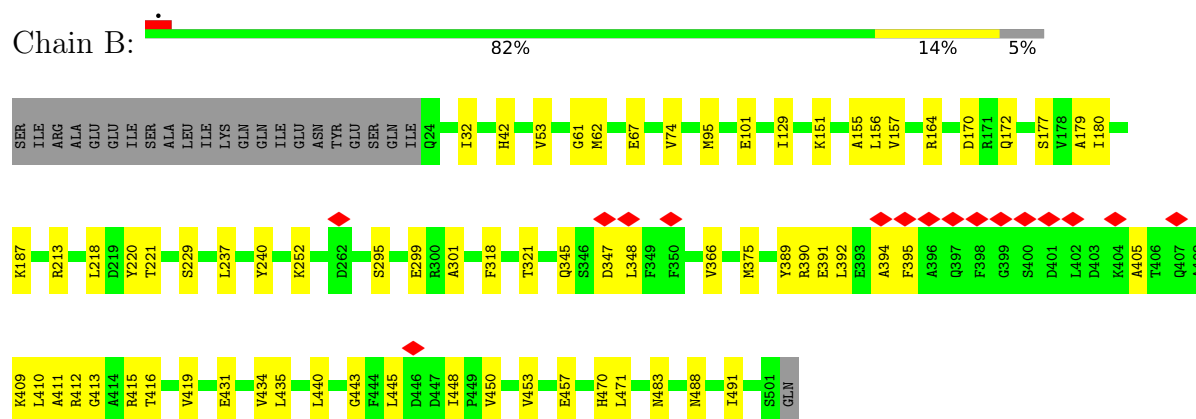 Chain B:
82% 14% 5%
SER ILE ARG ALA GLU GLU ILE SER ALA LEU ILE LYS GLN GLN ILE GLU ASN TYR GLU SER GLN ILE Q24 I32 H42 V53 G61 M62 E67 V74 M95 E101 I129 K151 A155 L156 V157 R164 D170 R171 Q172 S177 V178 A179 I180
K187 R213 L218 D219 Y220 T221 S229 L237 Y240 K252 D262 S295 E299 R300 A301 F318 T321 Q345 S346 D347 L348 F349 F350 V366 M375 Y389 R390 E391 L392 E393 A394 F395 A396 Q397 F398 G399 S400 D401 L402 D403 K404 A405 T406 Q407
K409 L410 A411 R412 G413 A414 R415 T416 V419 E431 V434 L435 L440 G443 F444 L445 D446 D447 I448 P449 V450 V453 E457 H470 L471 N483 N488 I491 S501 GLN